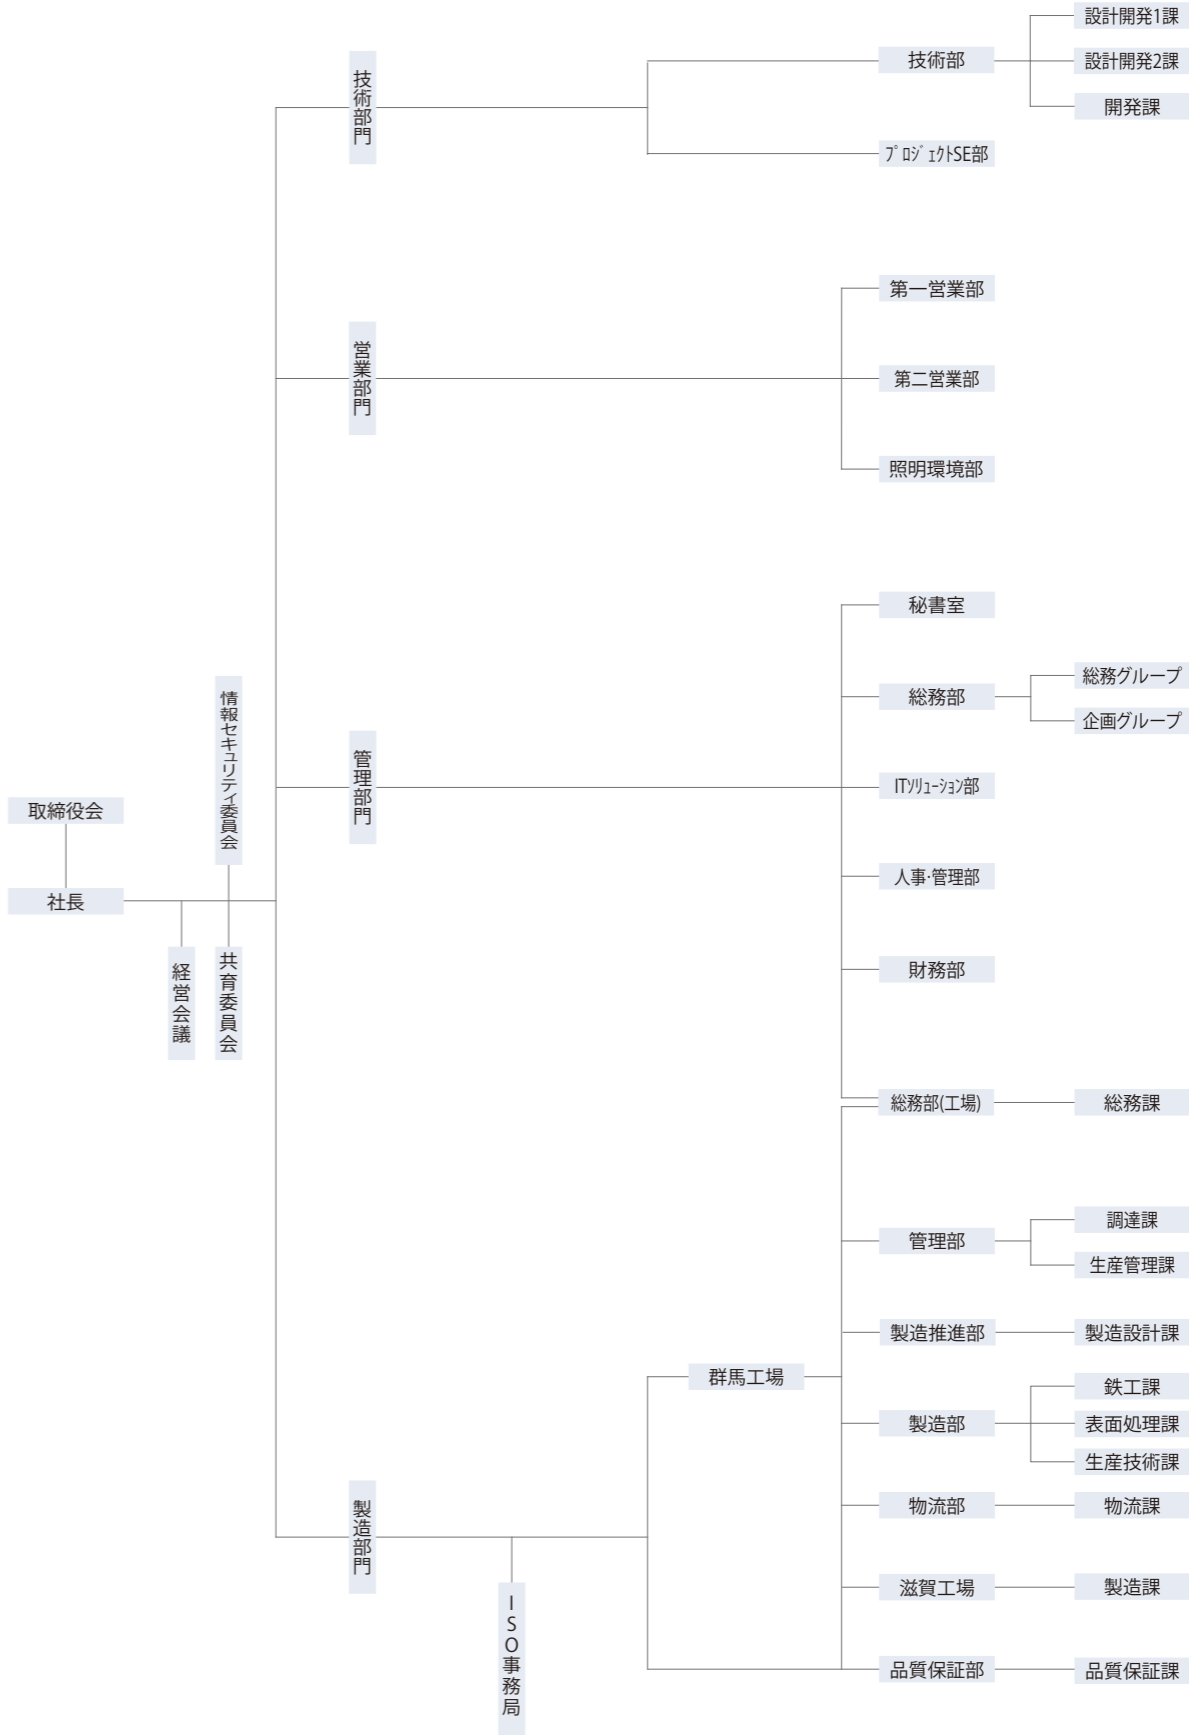 取締役会
社長
経営会議
情報セキュリティ委員会
共育委員会
技術部門
技術部
設計開発1課
設計開発2課
開発課
ﾌﾟﾛｼﾞｪｸﾄSE部
営業部門
第一営業部
第二営業部
照明環境部
管理部門
秘書室
総務部
総務グループ
企画グループ
ITｿﾘｭｰｼｮﾝ部
人事･管理部
財務部
総務部(工場)
総務課
製造部門
ISO事務局
群馬工場
管理部
調達課
生産管理課
製造推進部
製造設計課
製造部
鉄工課
表面処理課
生産技術課
物流部
物流課
滋賀工場
製造課
品質保証部
品質保証課